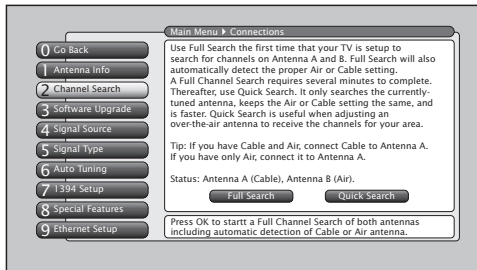 Main Menu ▶ Connections
0 Go Back
1 Antenna Info
2 Channel Search
3 Software Upgrade
4 Signal Source
5 Signal Type
6 Auto Tuning
7 1394 Setup
8 Special Features
9 Ethernet Setup
Use Full Search the first time that your TV is setup to
search for channels on Antenna A and B. Full Search will also
automatically detect the proper Air or Cable setting.
A Full Channel Search requires several minutes to complete.
Thereafter, use Quick Search. It only searches the currently-
tuned antenna, keeps the Air or Cable setting the same, and
is faster. Quick Search is useful when adjusting an
over-the-air antenna to receive the channels for your area.
Tip: If you have Cable and Air, connect Cable to Antenna A.
If you have only Air, connect it to Antenna A.
Status: Antenna A (Cable), Antenna B (Air).
Full Search Quick Search
Press OK to startt a Full Channel Search of both antennas
including automatic detection of Cable or Air antenna.